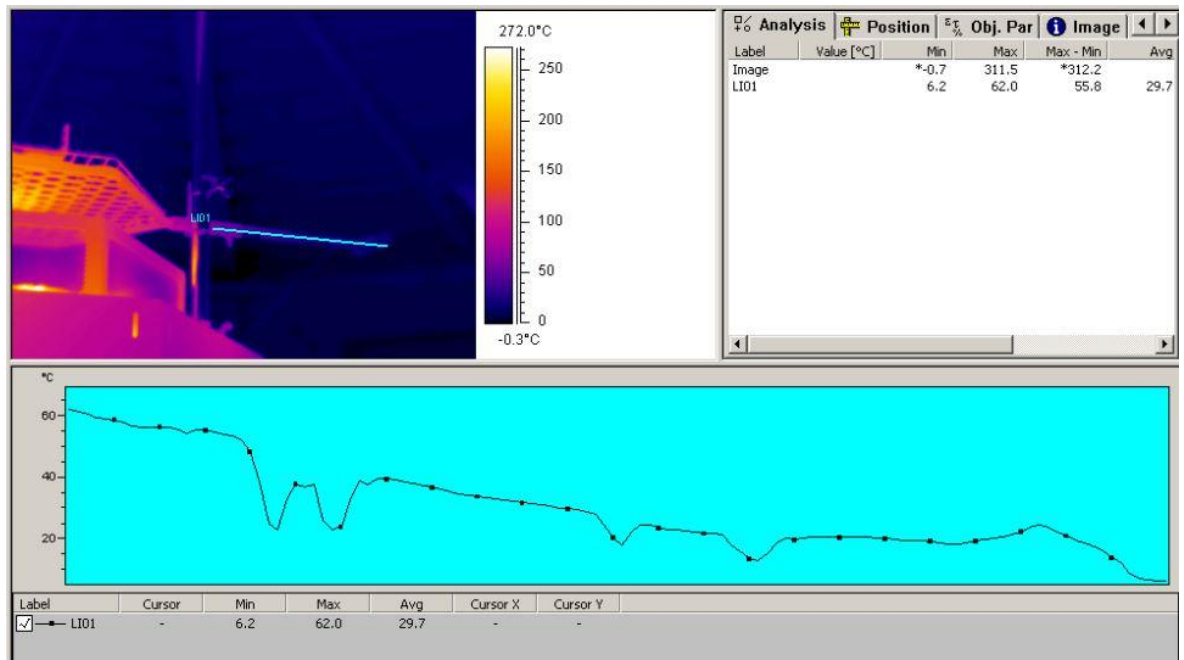 272.0°C
250
200
150
100
50
0
-0.3°C
LI01
Analysis Position Obj. Par Image
Label Value [°C] Min Max Max - Min Avg
Image *-0.7 311.5 *312.2
LI01 6.2 62.0 55.8 29.7
°C
60
40
20
Label Cursor Min Max Avg Cursor X Cursor Y
LI01 - 6.2 62.0 29.7 - -